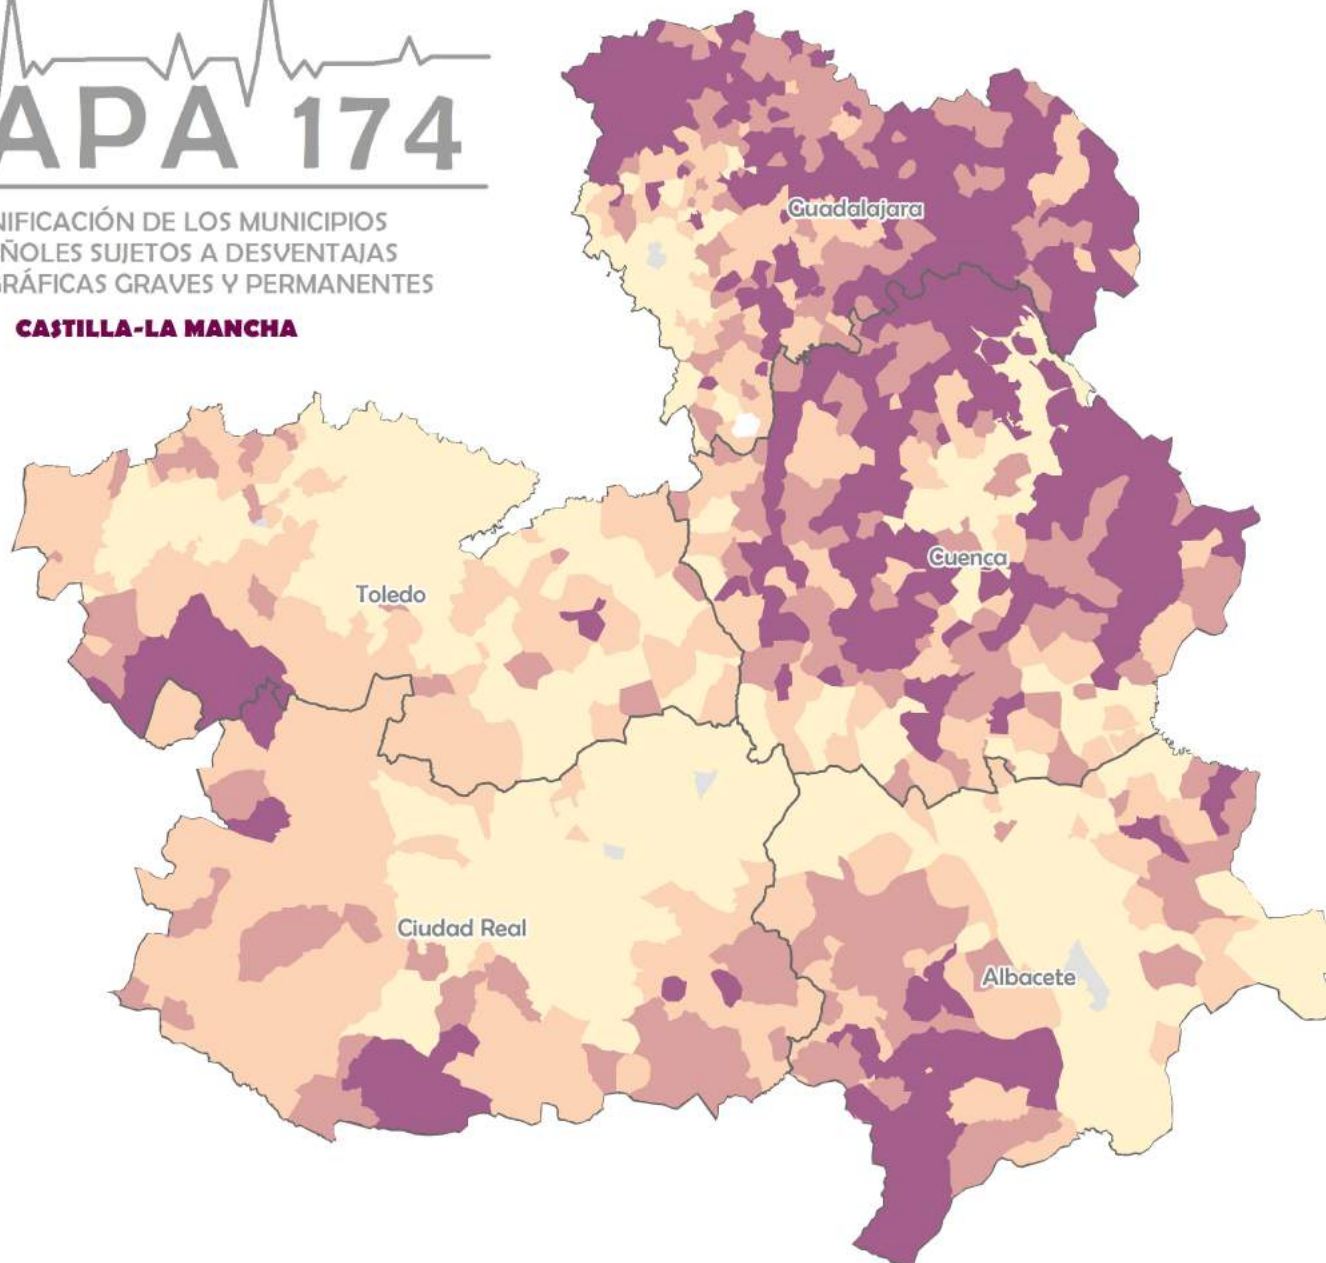 APA 174
NIFICACIÓN DE LOS MUNICIPIOS
ÑOLES SUJETOS A DESVENTAJAS
GRÁFICAS GRAVES Y PERMANENTES
CASTILLA-LA MANCHA
Guadalajara
Cuenca
Toledo
Ciudad Real
Albacete